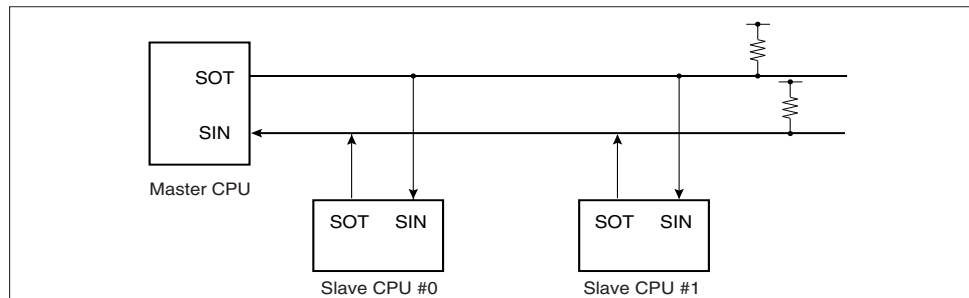 SOT
SIN
Master CPU
SOT SIN
Slave CPU #0
SOT SIN
Slave CPU #1